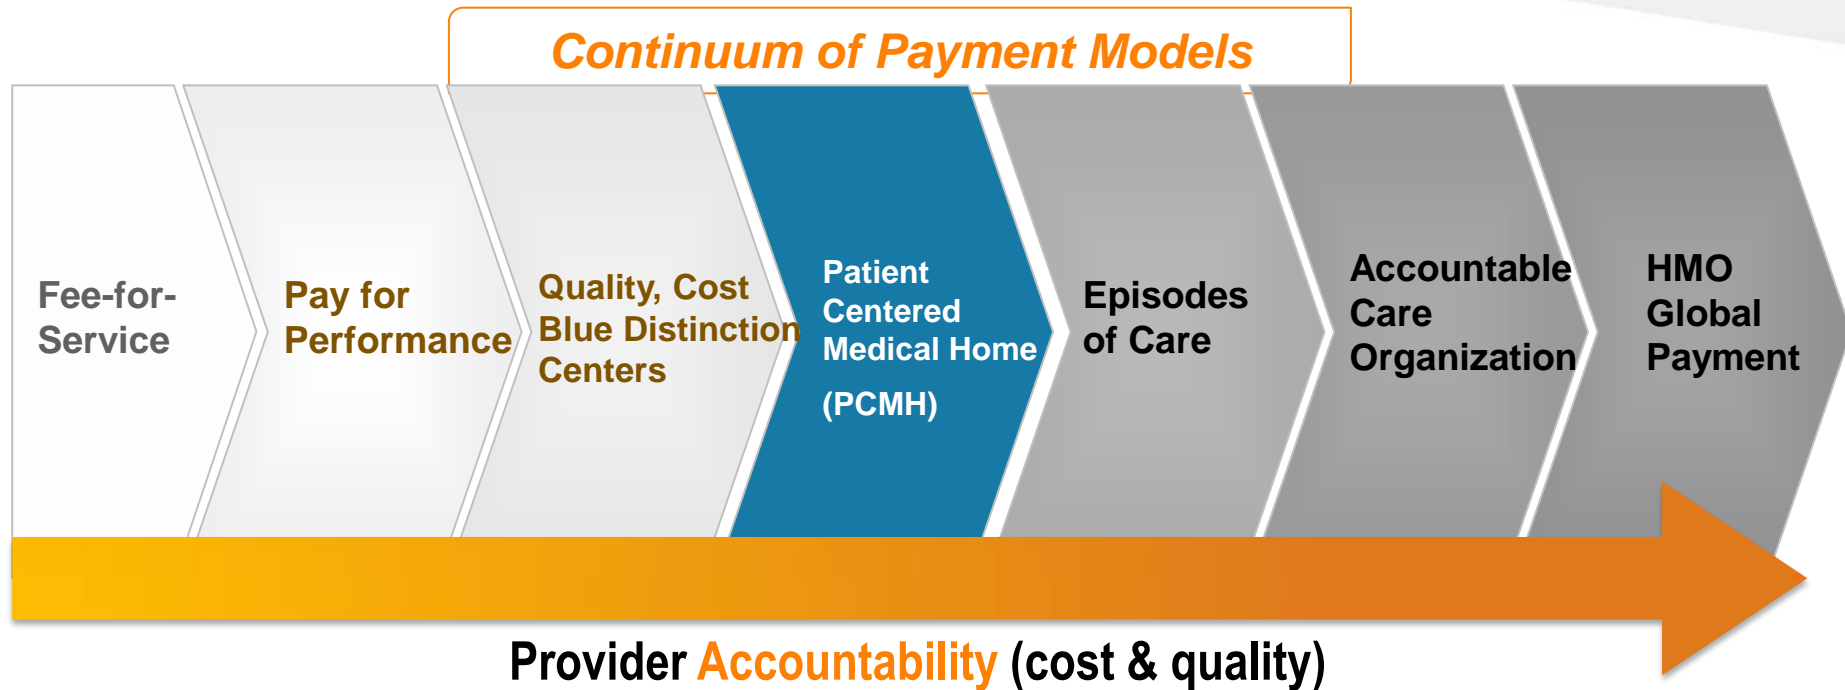 Continuum of Payment Models
Fee-for-
Service
Pay for
Performance
Quality, Cost
Blue Distinction
Centers
Patient
Centered
Medical Home
(PCMH)
Episodes
of Care
Accountable
Care
Organization
HMO
Global
Payment
Provider Accountability (cost & quality)